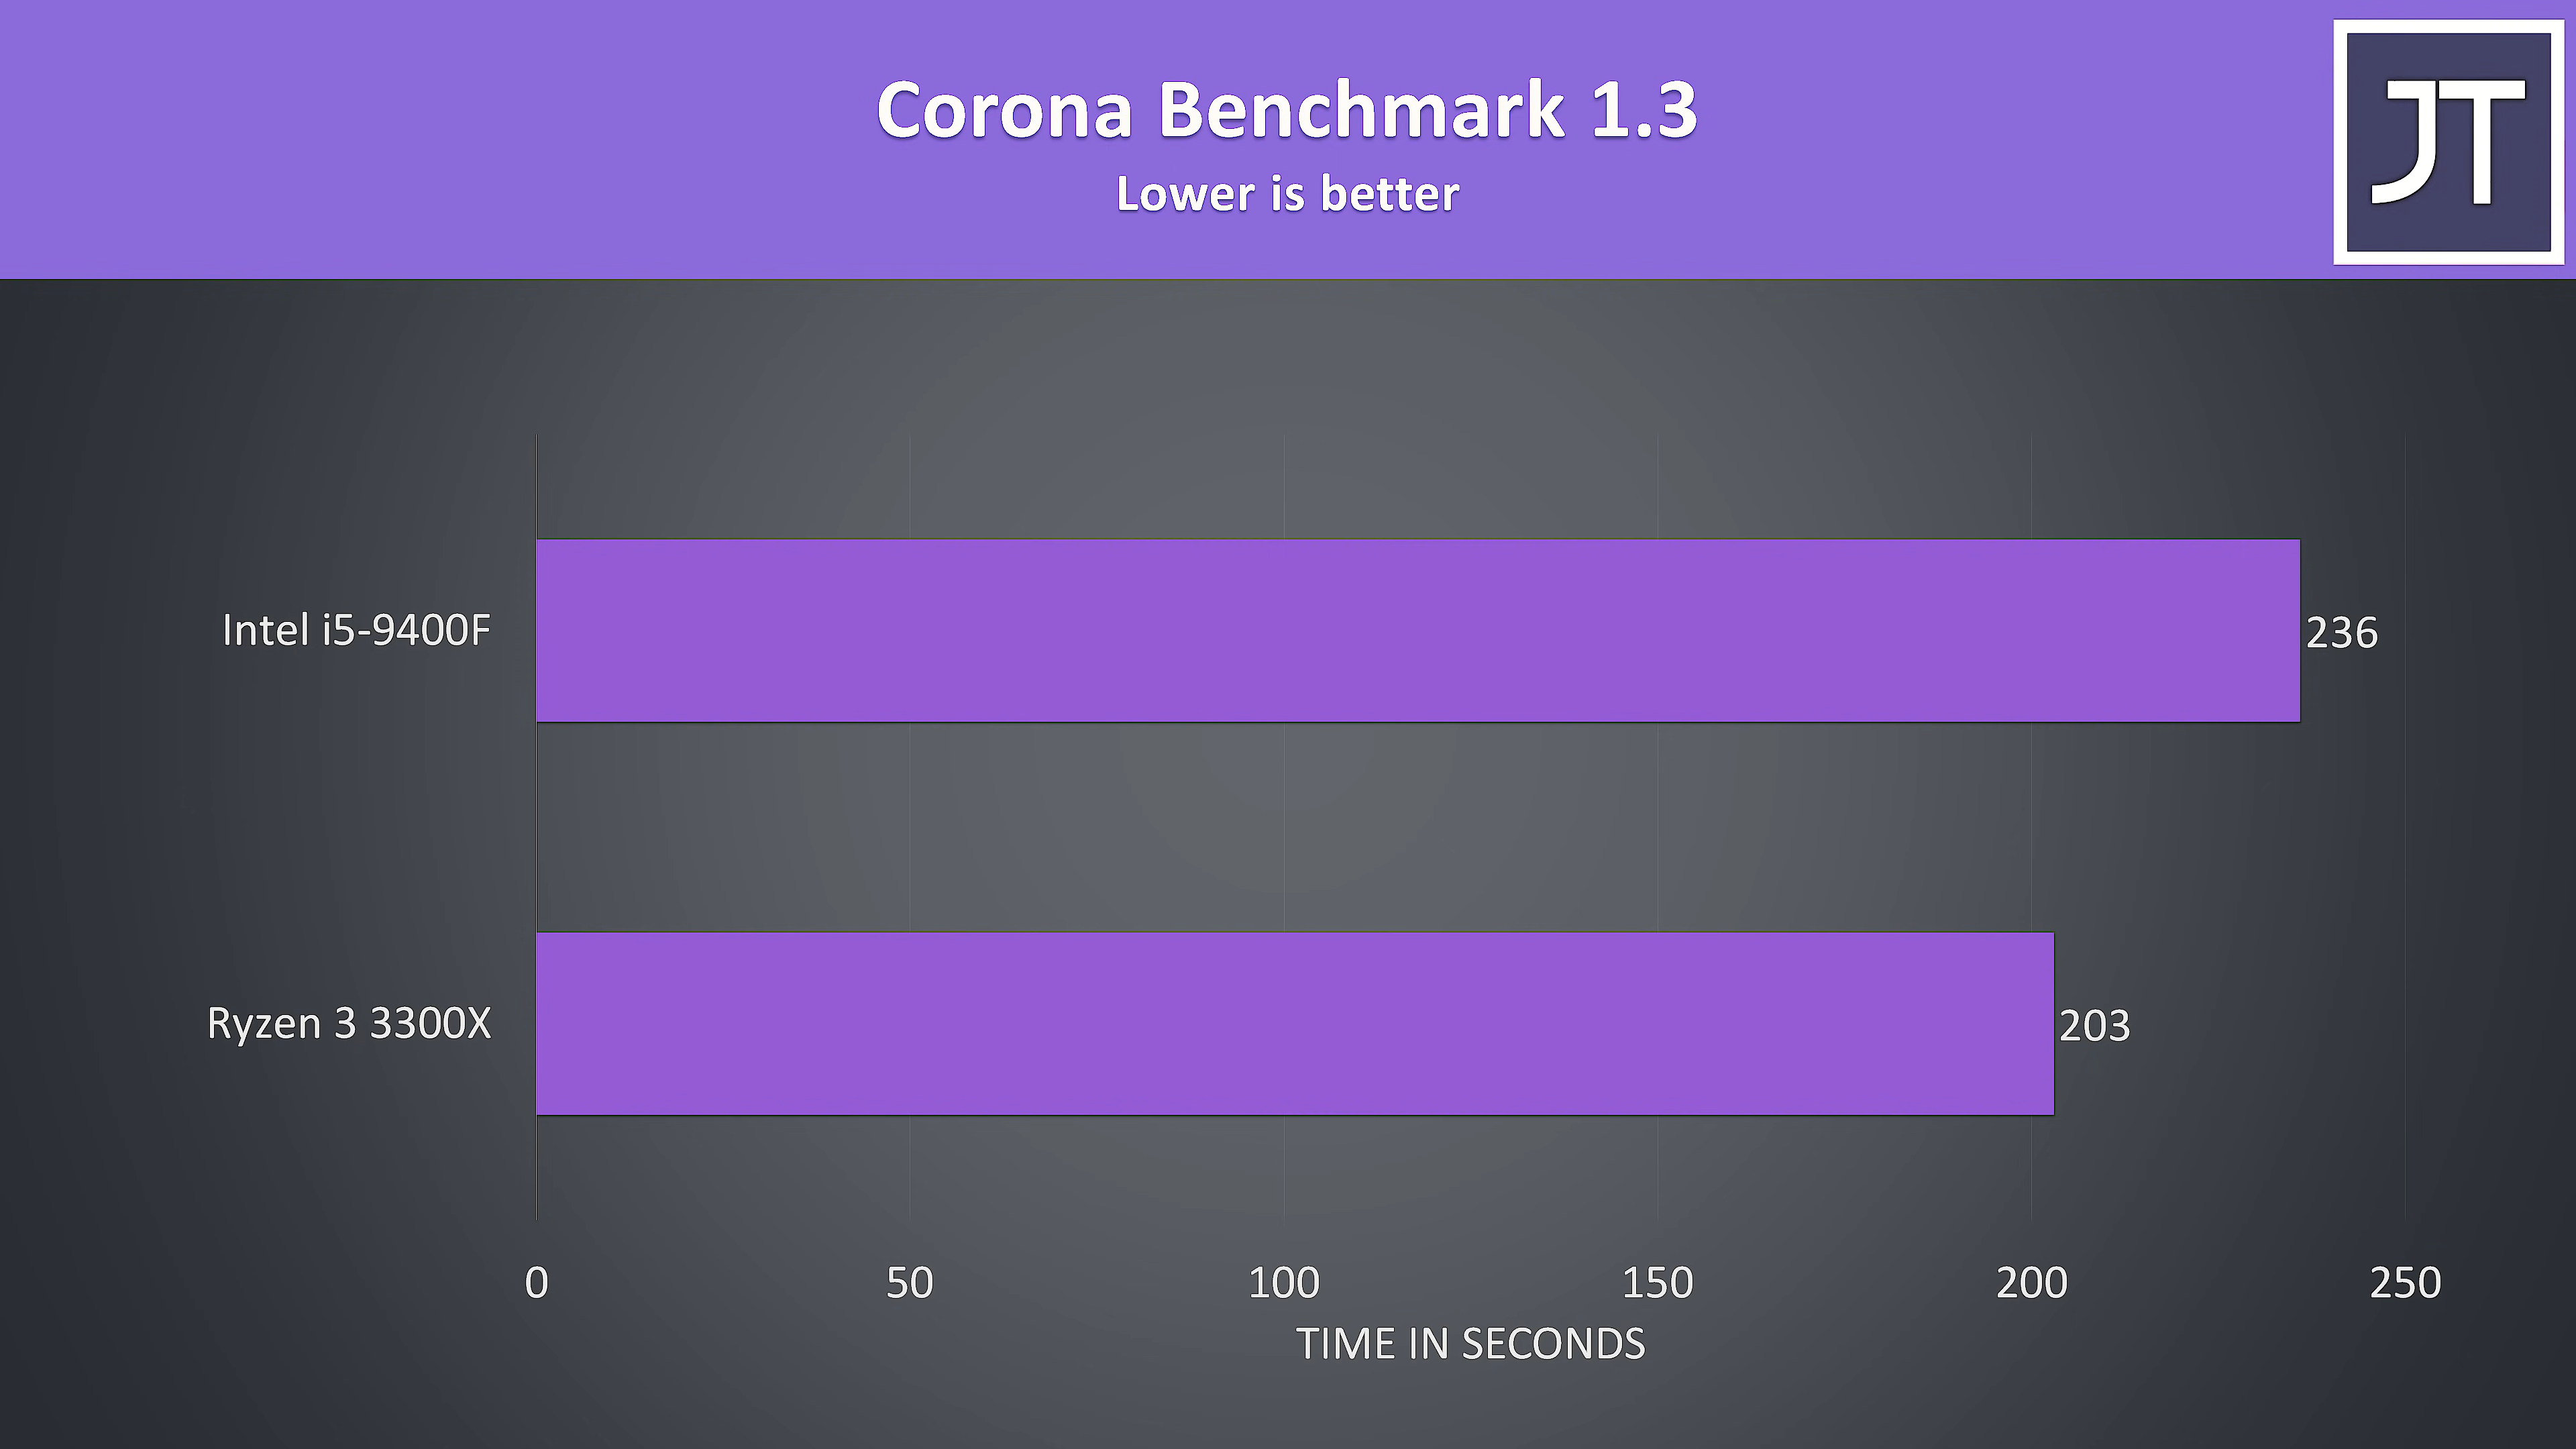 Corona Benchmark 1.3
Lower is better
JT
Intel i5-9400F
236
Ryzen 3 3300X
203
0 50 100 150 200 250
TIME IN SECONDS